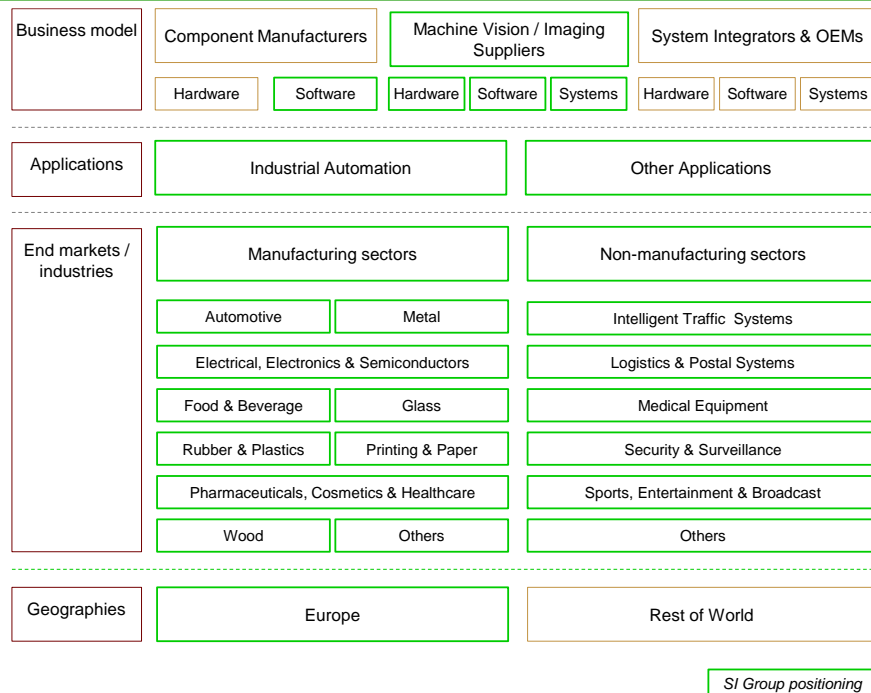 Business model
Component Manufacturers
Machine Vision / Imaging
Suppliers
System Integrators & OEMs
Hardware
Software
Hardware
Software
Systems
Hardware
Software
Systems
Applications
Industrial Automation
Other Applications
End markets /
industries
Manufacturing sectors
Non-manufacturing sectors
Automotive
Metal
Intelligent Traffic Systems
Electrical, Electronics & Semiconductors
Logistics & Postal Systems
Food & Beverage
Glass
Medical Equipment
Rubber & Plastics
Printing & Paper
Security & Surveillance
Pharmaceuticals, Cosmetics & Healthcare
Sports, Entertainment & Broadcast
Wood
Others
Others
Geographies
Europe
Rest of World
SI Group positioning